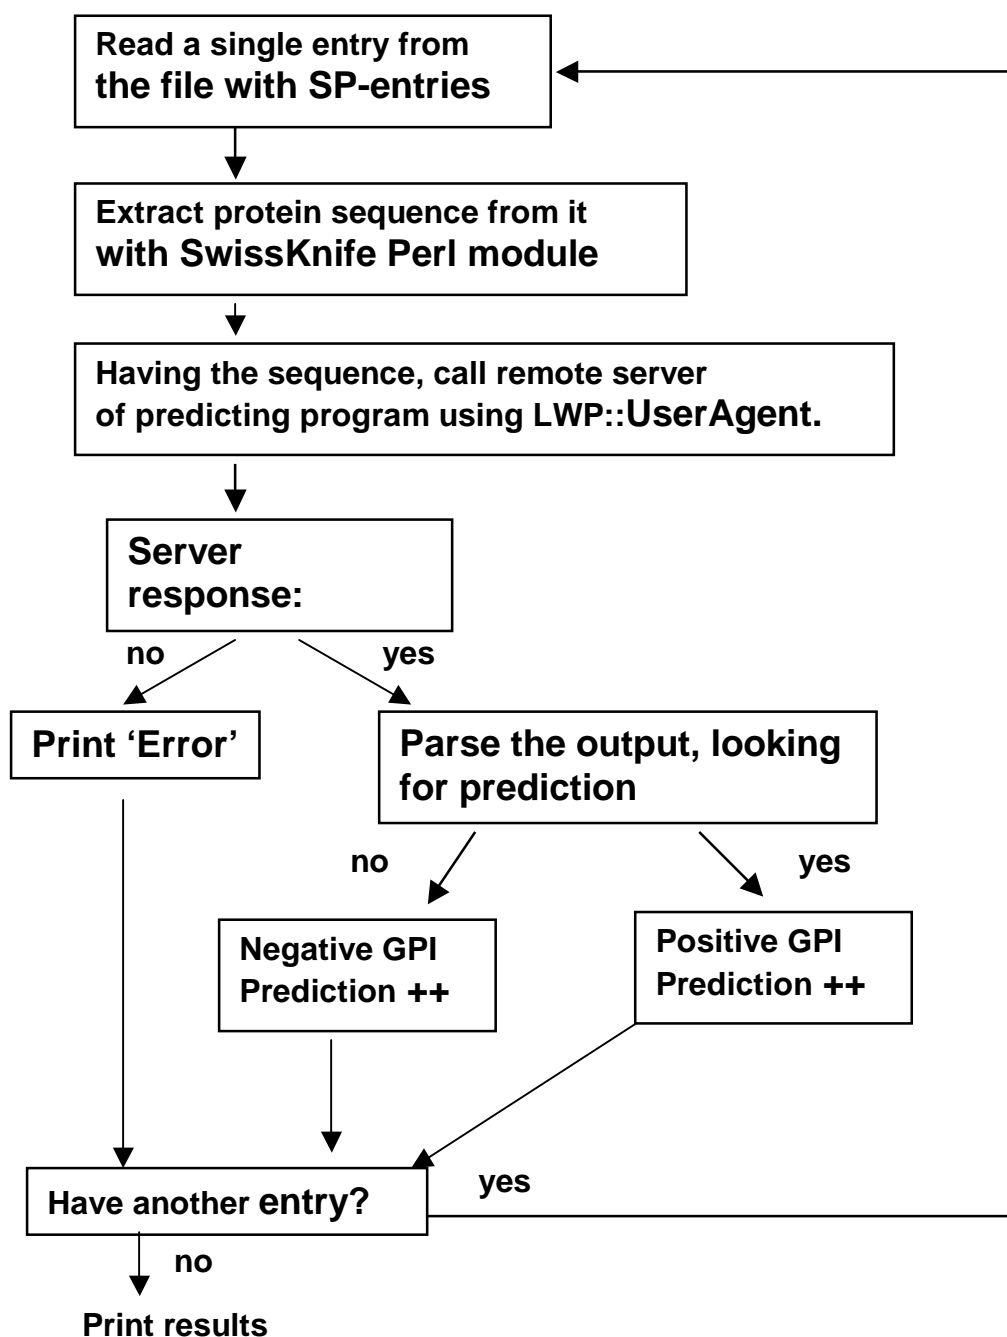 Read a single entry from
the file with SP-entries
Extract protein sequence from it
with SwissKnife Perl module
Having the sequence, call remote server
of predicting program using LWP::UserAgent.
Server
response:
no
yes
Print ‘Error’
Parse the output, looking
for prediction
no
yes
Negative GPI
Prediction ++
Positive GPI
Prediction ++
Have another entry?
yes
no
Print results